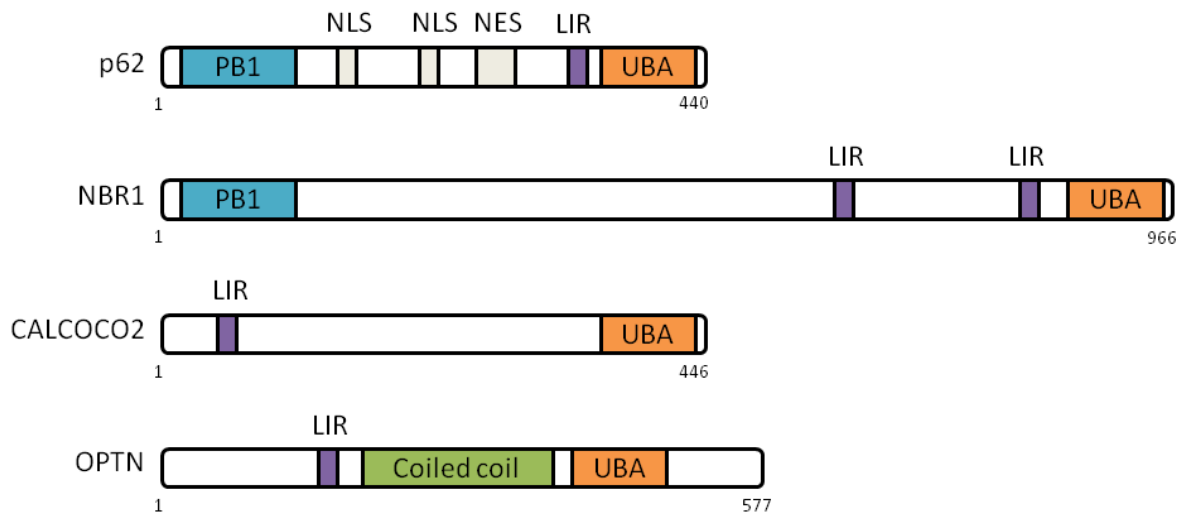 NLS NLS NES LIR
p62 PB1 UBA
1 440
LIR LIR
NBR1 PB1 UBA
1 966
LIR
CALCOCO2 UBA
1 446
LIR
OPTN Coiled coil UBA
1 577